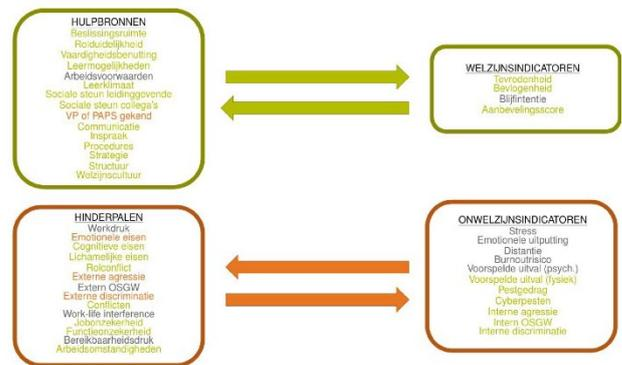 HULPBRONNEN
Beslissingsruimte
Rolduidelijkheid
Vaardigheidsbenutting
Leermogelijkheden
Arbeidsvoorwaarden
Leerklimaat
Sociale steun leidinggevende
Sociale steun collega's
VP of PAPS gekend
Communicatie
Inspraak
Procedures
Strategie
Structuur
Welzijnscultuur
WELZIJNSINDICATOREN
Tevredenheid
Bevlogenheid
Blijfintentie
Aanbevelingsscore
HINDERPALEN
Werkdruk
Emotionele eisen
Cognitieve eisen
Lichamelijke eisen
Rolconflict
Externe agressie
Extern OSGW
Externe discriminatie
Conflicten
Work-life interference
Jobonzekerheid
Functieonzekerheid
Bereikbaarheidsdruk
Arbeidsomstandigheden
ONWELZIJNSINDICATOREN
Stress
Emotionele uitputting
Distantie
Burnoutrisico
Voorspelde uitval (psych.)
Voorspelde uitval (fysiek)
Pestgedrag
Cyberpesten
Interne agressie
Intern OSGW
Interne discriminatie